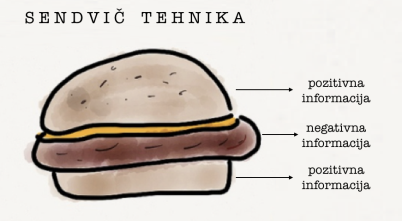 SENDVIČ TEHNIKA
pozitivna
informacija
negativna
informacija
pozitivna
informacija